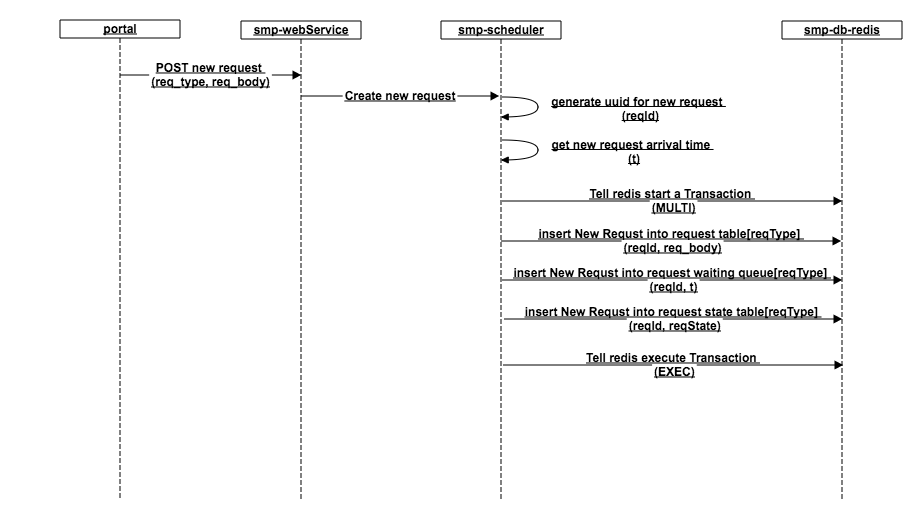 portal
smp-webService
smp-scheduler
smp-db-redis
POST new request
(req_type, req_body)
Create new request
generate uuid for new request
(reqId)
get new request arrival time
(t)
Tell redis start a Transaction
(MULTI)
insert New Requst into request table[reqType]
(reqId, req_body)
insert New Requst into request waiting queue[reqType]
(reqId, t)
insert New Requst into request state table[reqType]
(reqId, reqState)
Tell redis execute Transaction
(EXEC)